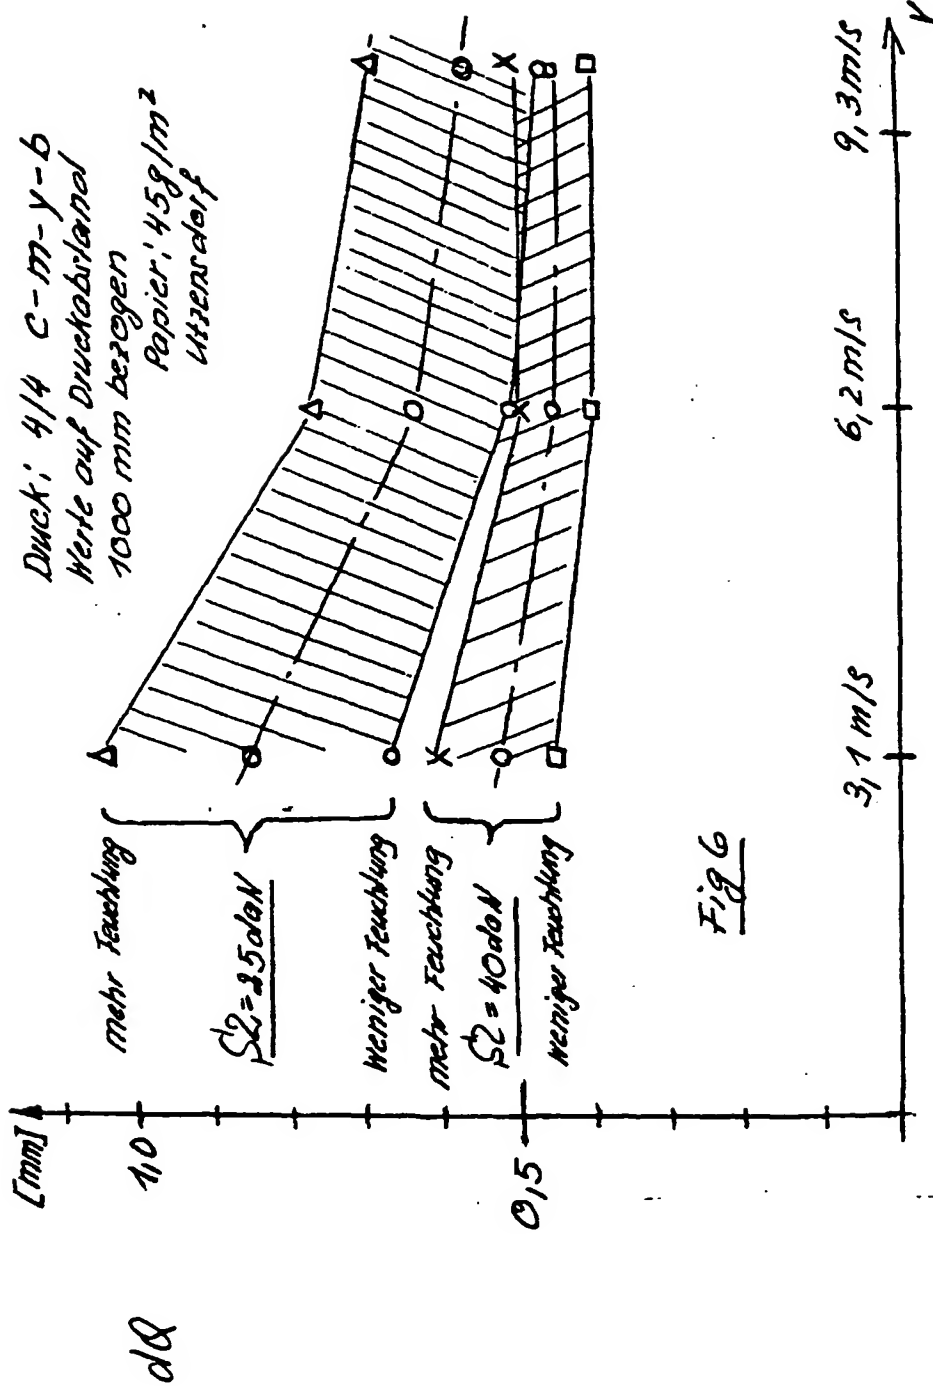 Druck: 4/4 c-m-y-b
Werte auf Druckabstand
1000 mm bezogen
Papier: 45g/m²
Utzensdorf
[mm]
dQ
1,0
0,5
mehr Feuchtung
S2=25daN
weniger Feuchtung
mehr Feuchtung
S2=40daN
weniger Feuchtung
3,1 m/s
6,2 m/s
9,3 m/s
V
Fig 6